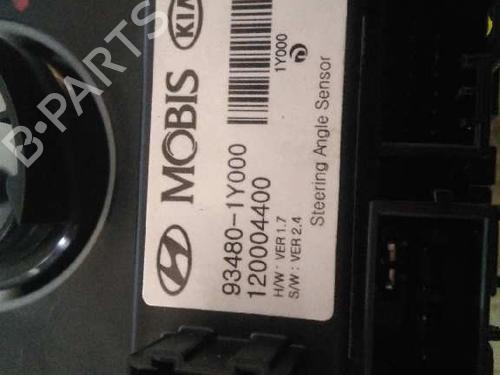 MOBIS KIA
93480-1Y000
120004400
H/W : VER 1.7
S/W : VER 2.4
1Y000
Steering Angle Sensor
B-PARTS